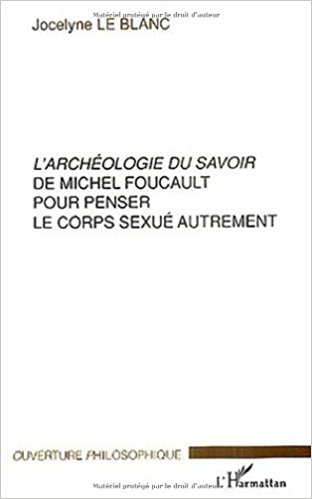 Matériel protégé par le droit d'auteur
Jocelyne LE BLANC
L'ARCHÉOLOGIE DU SAVOIR
DE MICHEL FOUCAULT
POUR PENSER
LE CORPS SEXUÉ AUTREMENT
OUVERTURE PHILOSOPHIQUE
L'Harmattan
Matériel protégé par le droit d'auteur